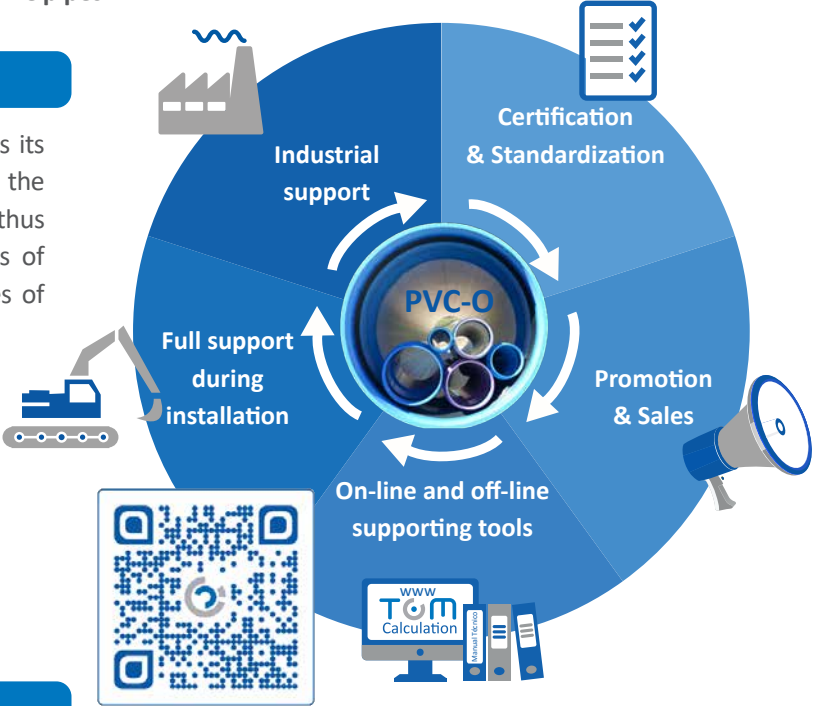 s its
the
thus
s of
s of
Certification
& Standardization
Industrial
support
PVC-O
Full support
during
installation
Promotion
& Sales
On-line and off-line
supporting tools
www
TOM
Calculation
Manual Técnico